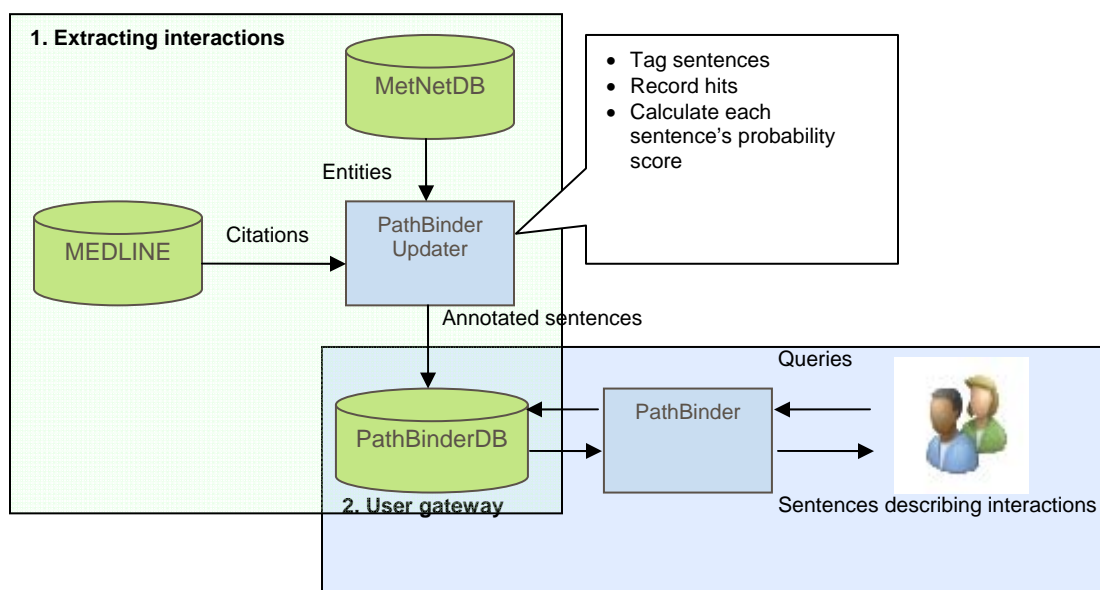 1. Extracting interactions
MetNetDB
• Tag sentences
• Record hits
• Calculate each
sentence’s probability
score
Entities
MEDLINE
Citations
PathBinder
Updater
Annotated sentences
Queries
PathBinderDB
PathBinder
2. User gateway
Sentences describing interactions